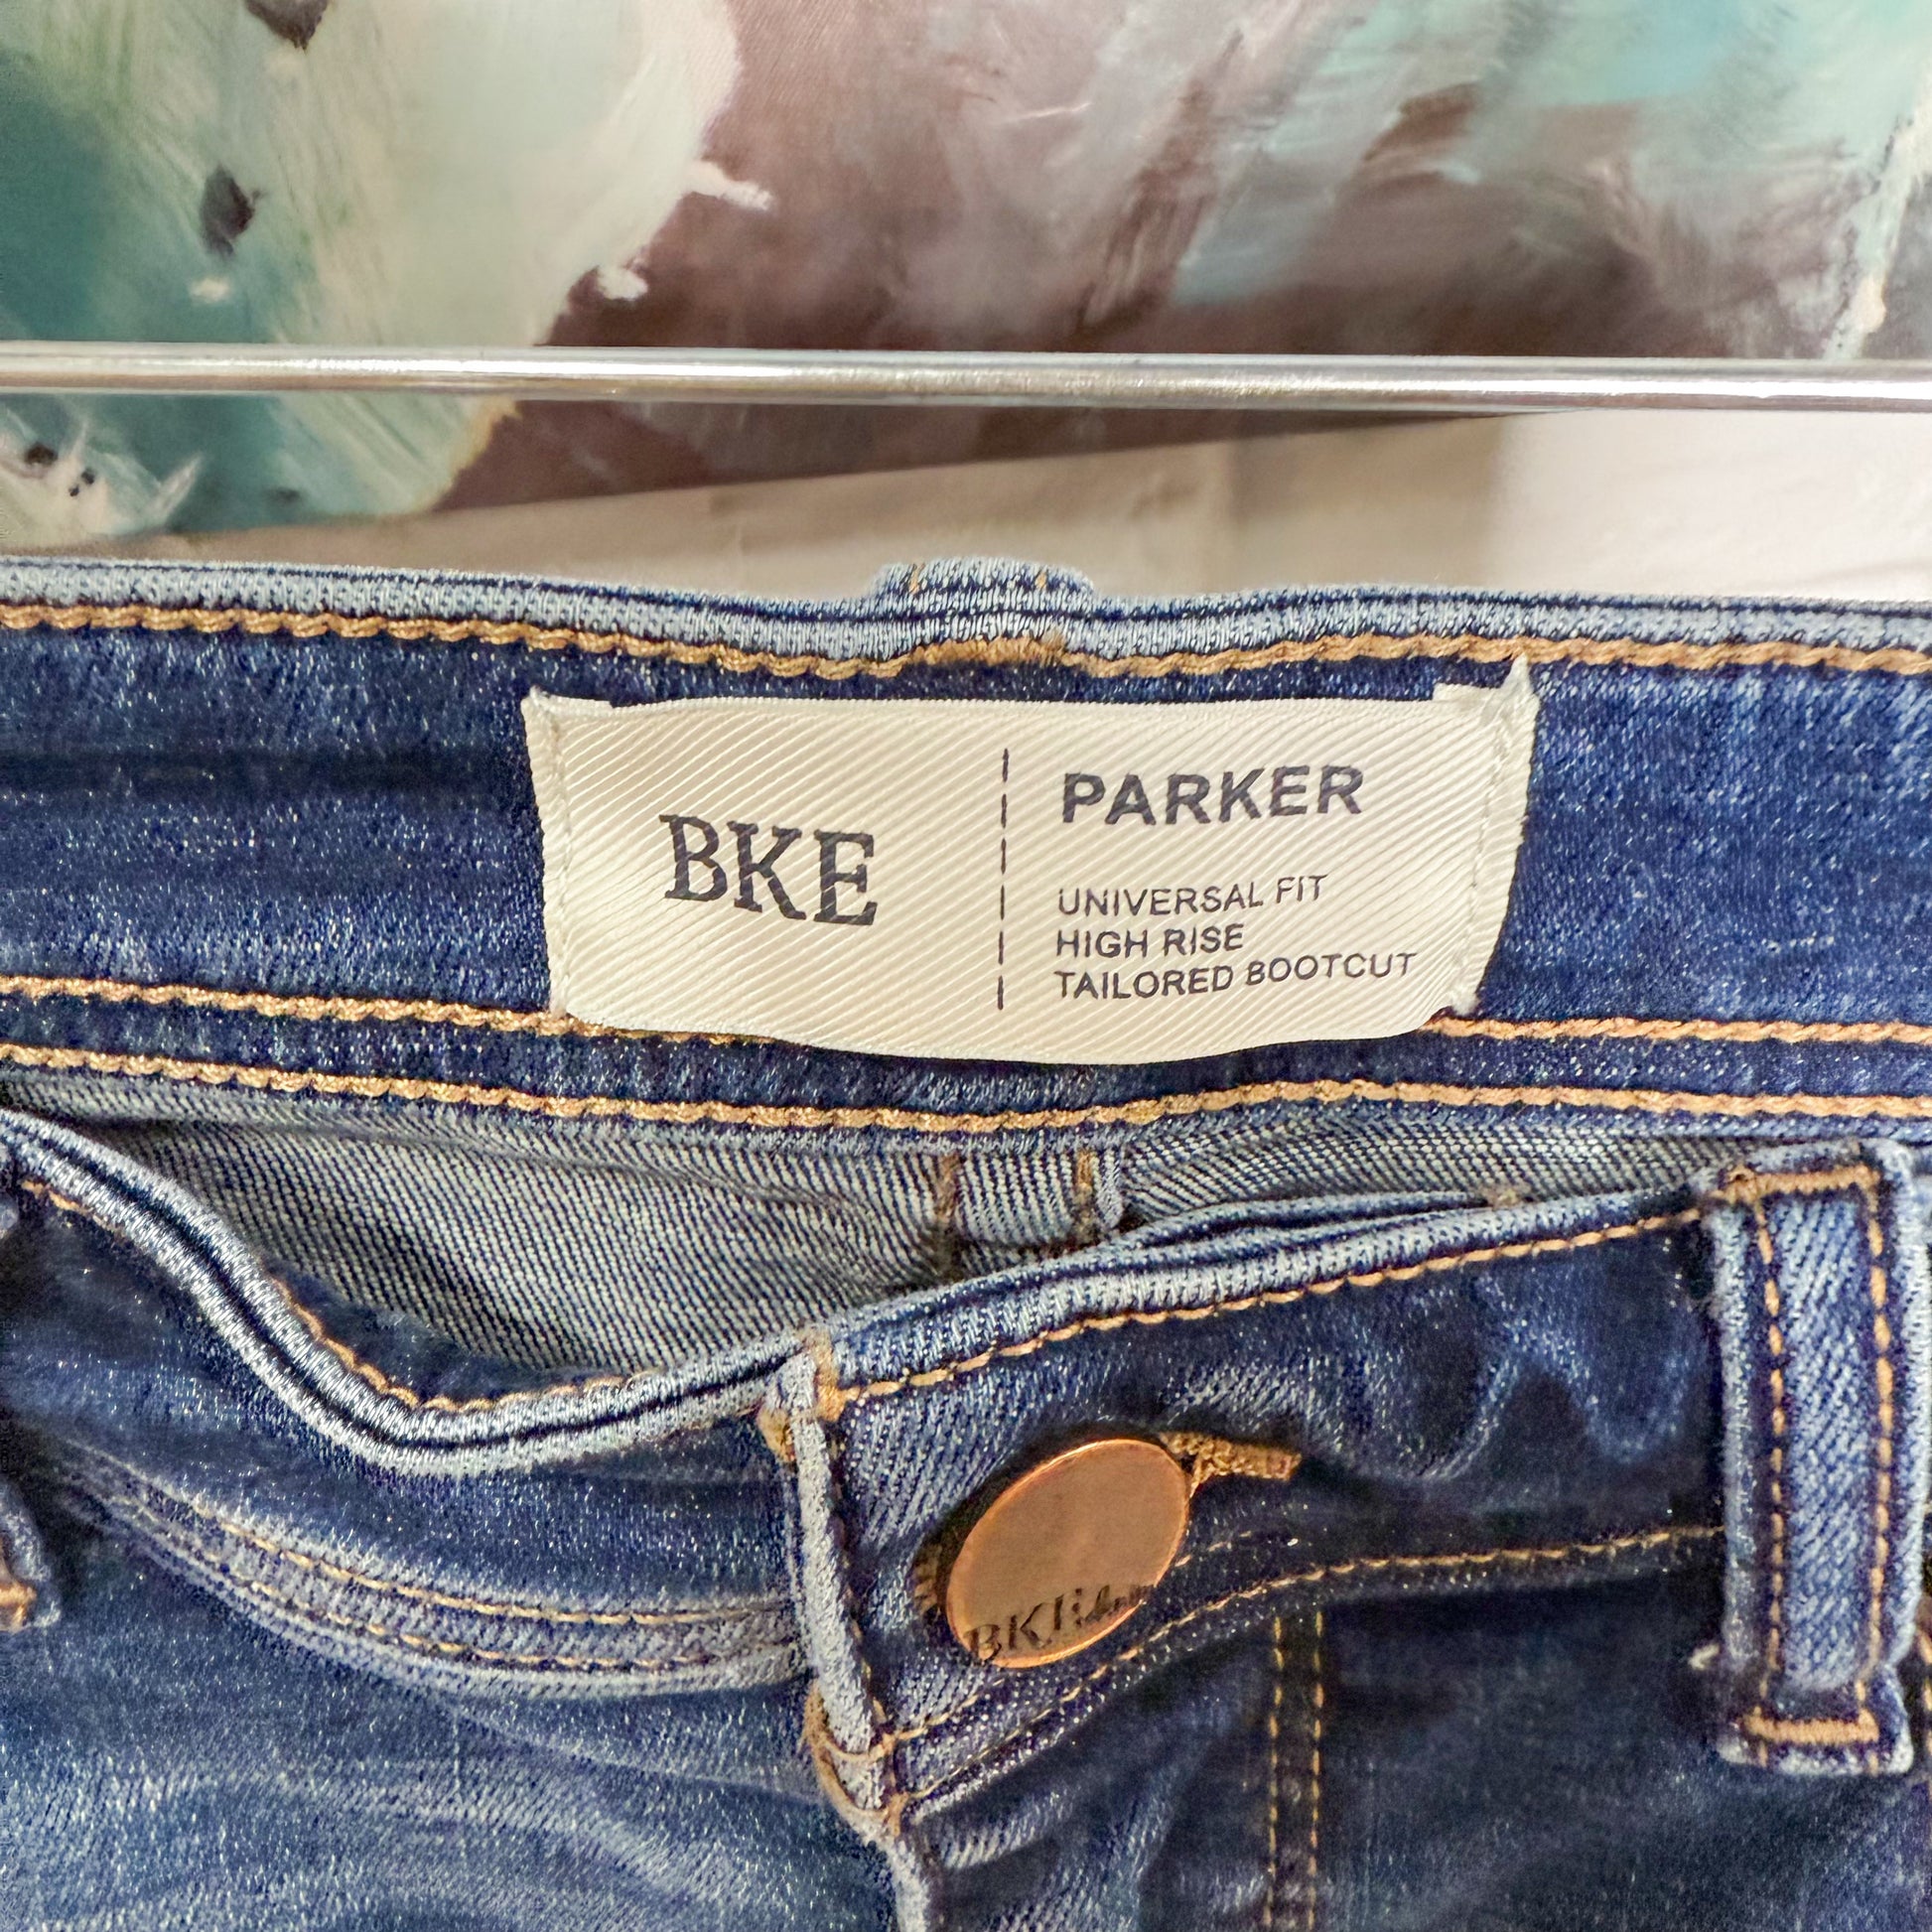 BKE
PARKER
UNIVERSAL FIT
HIGH RISE
TAILORED BOOTCUT